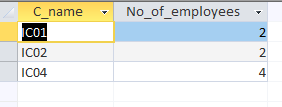 C_name No_of_employees
IC01 2
IC02 2
IC04 4